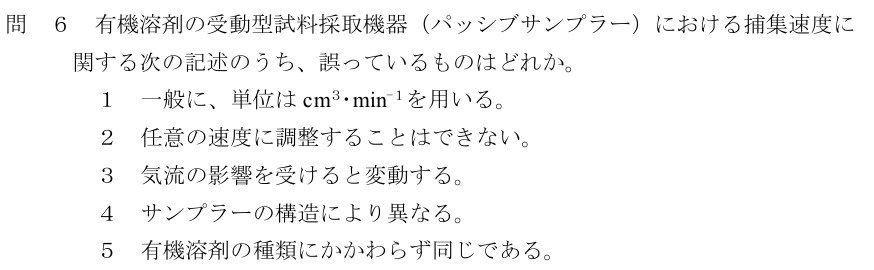 問　６　有機溶剤の受動型試料採取機器（パッシブサンプラー）における捕集速度に
関する次の記述のうち、誤っているものはどれか。
１　一般に、単位は cm³･min⁻¹を用いる。
２　任意の速度に調整することはできない。
３　気流の影響を受けると変動する。
４　サンプラーの構造により異なる。
５　有機溶剤の種類にかかわらず同じである。